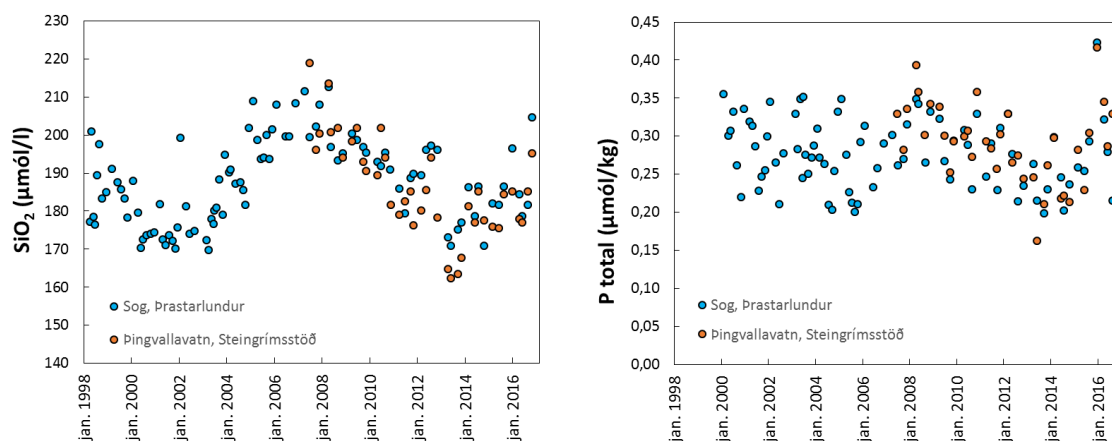 230
220
210
200
190
180
170
160
150
140
SiO₂ (µmól/l)
Sog, Þrastarlundur
Þingvallavatn, Steingrímsstöð
jan. 1998
jan. 2000
jan. 2002
jan. 2004
jan. 2006
jan. 2008
jan. 2010
jan. 2012
jan. 2014
jan. 2016
0,45
0,40
0,35
0,30
0,25
0,20
0,15
0,10
0,05
0,00
P total (µmól/kg)
Sog, Þrastarlundur
Þingvallavatn, Steingrímsstöð
jan. 1998
jan. 2000
jan. 2002
jan. 2004
jan. 2006
jan. 2008
jan. 2010
jan. 2012
jan. 2014
jan. 2016